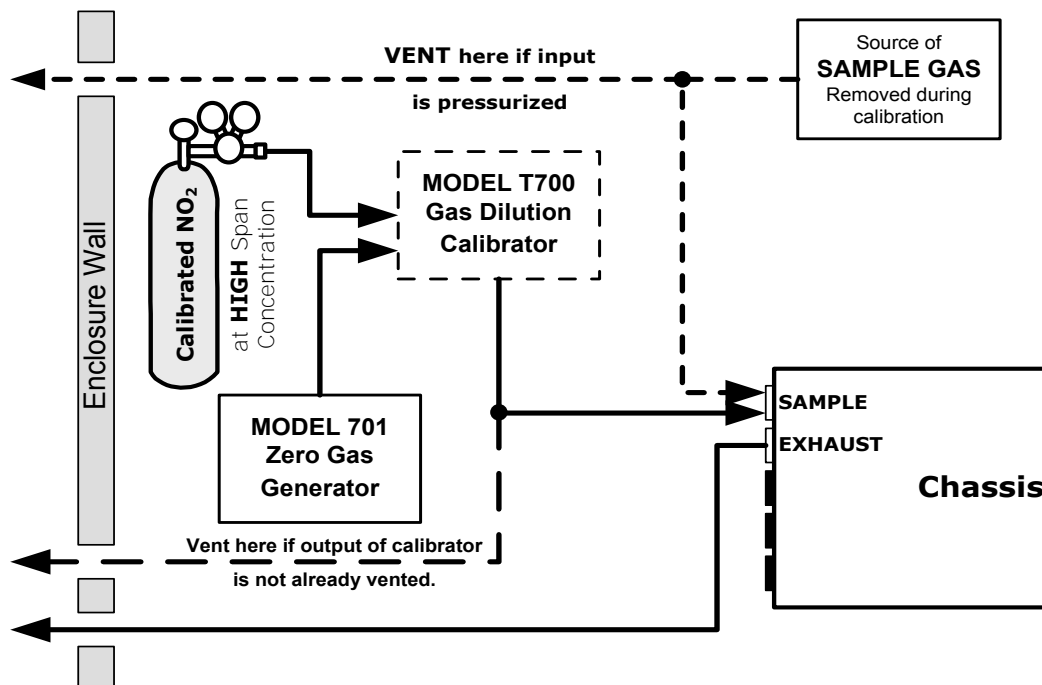 VENT here if input
is pressurized
Source of
SAMPLE GAS
Removed during
calibration
Enclosure Wall
Calibrated NO₂
at HIGH Span
Concentration
MODEL T700
Gas Dilution
Calibrator
MODEL 701
Zero Gas
Generator
SAMPLE
EXHAUST
Chassis
Vent here if output of calibrator
is not already vented.